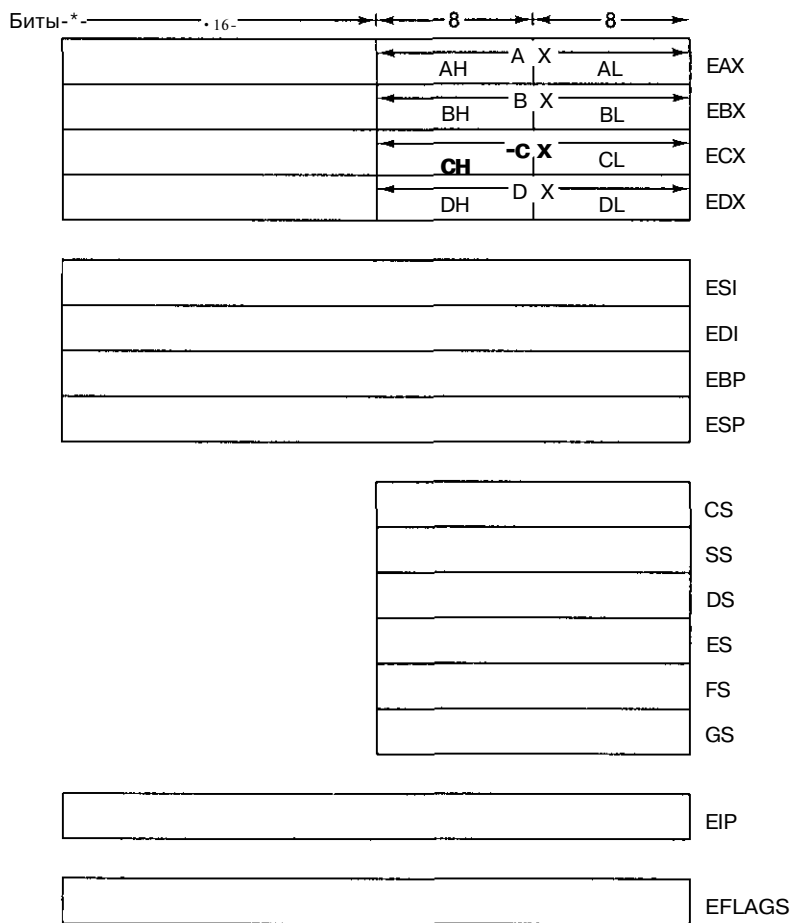 Биты-*- • 16- 8 8
A X
AH AL EAX
B X
BH BL EBX
-C X
CH CL ECX
D X
DH DL EDX
ESI
EDI
EBP
ESP
CS
SS
DS
ES
FS
GS
EIP
EFLAGS